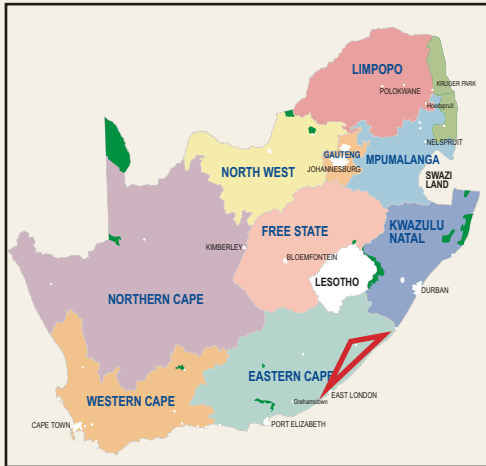 LIMPOPO
KRUGER PARK
POLOKWANE
Hoedspruit
NELSPRUIT
GAUTENG
NORTH WEST
JOHANNESBURG
MPUMALANGA
SWAZI
LAND
FREE STATE
KWAZULU
NATAL
KIMBERLEY
BLOEMFONTEIN
LESOTHO
DURBAN
NORTHERN CAPE
EASTERN CAPE
WESTERN CAPE
EAST LONDON
Grahamstown
CAPE TOWN
PORT ELIZABETH